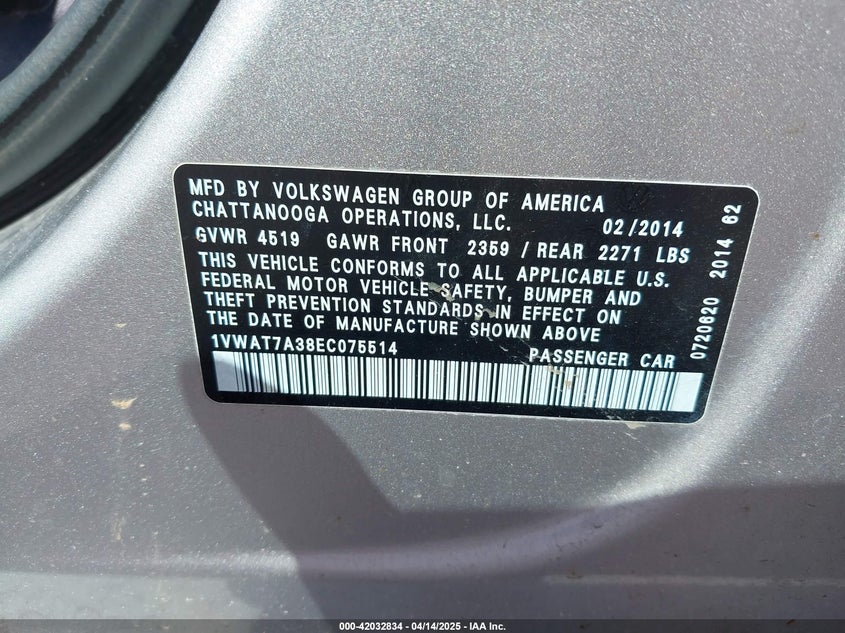 MFD BY VOLKSWAGEN GROUP OF AMERICA
CHATTANOOGA OPERATIONS, LLC. 02/2014
GVWR 4519 GAWR FRONT 2359 / REAR 2271 LBS
THIS VEHICLE CONFORMS TO ALL APPLICABLE U.S.
FEDERAL MOTOR VEHICLE SAFETY, BUMPER AND
THEFT PREVENTION STANDARDS IN EFFECT ON
THE DATE OF MANUFACTURE SHOWN ABOVE
1VWAT7A38EC075514 PASSENGER CAR
0720620 2014 62
000-42032834 - 04/14/2025 - IAA Inc.